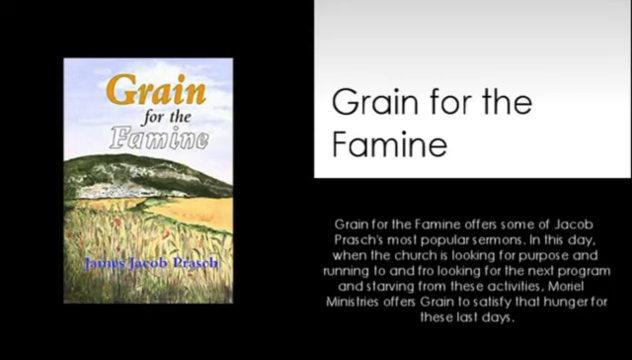 Grain
for the
Famine
James Jacob Prasch
Grain for the
Famine
Grain for the Famine offers some of Jacob
Prasch's most popular sermons. In this day,
when the church is looking for purpose and
running to and fro looking for the next program
and starving from these activities, Moriel
Ministries offers Grain to satisfy that hunger for
these last days.